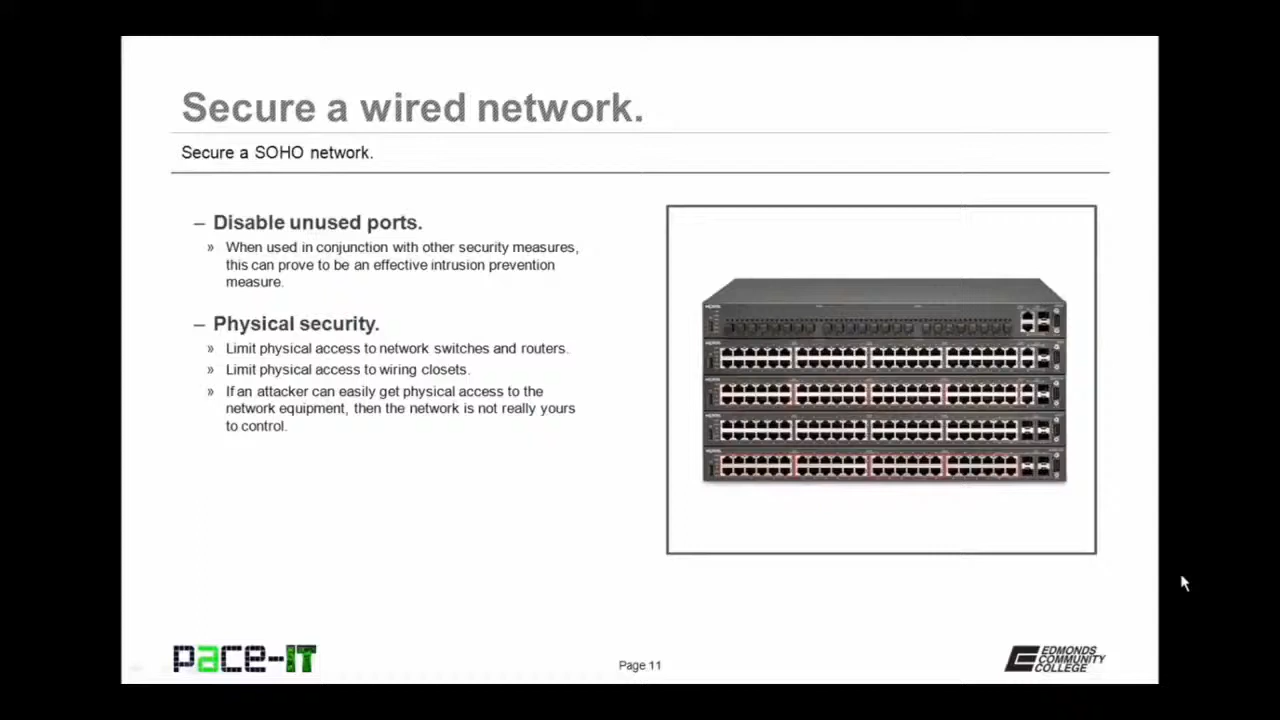 Secure a wired network.
Secure a SOHO network.
– Disable unused ports.
» When used in conjunction with other security measures,
this can prove to be an effective intrusion prevention
measure.
– Physical security.
» Limit physical access to network switches and routers.
» Limit physical access to wiring closets.
» If an attacker can easily get physical access to the
network equipment, then the network is not really yours
to control.
pace-IT
Page 11
EDMONDS
COMMUNITY
COLLEGE